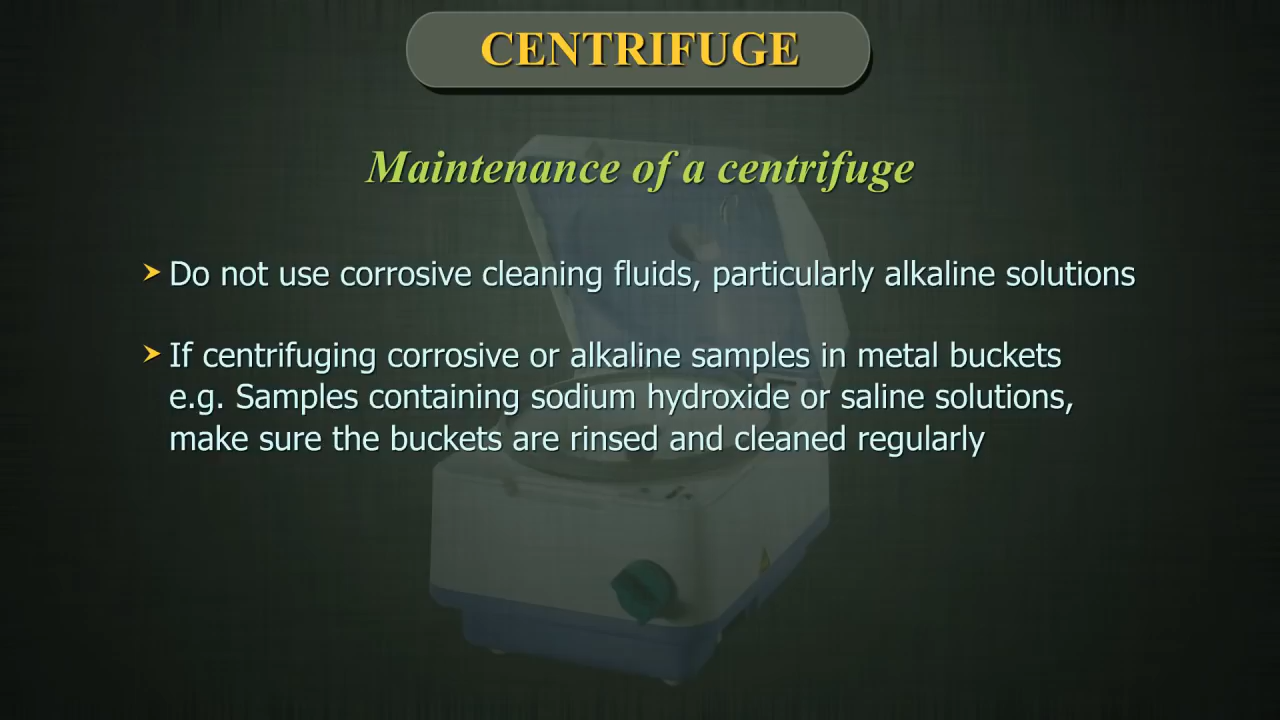 CENTRIFUGE
Maintenance of a centrifuge
➤ Do not use corrosive cleaning fluids, particularly alkaline solutions
➤ If centrifuging corrosive or alkaline samples in metal buckets
e.g. Samples containing sodium hydroxide or saline solutions,
make sure the buckets are rinsed and cleaned regularly